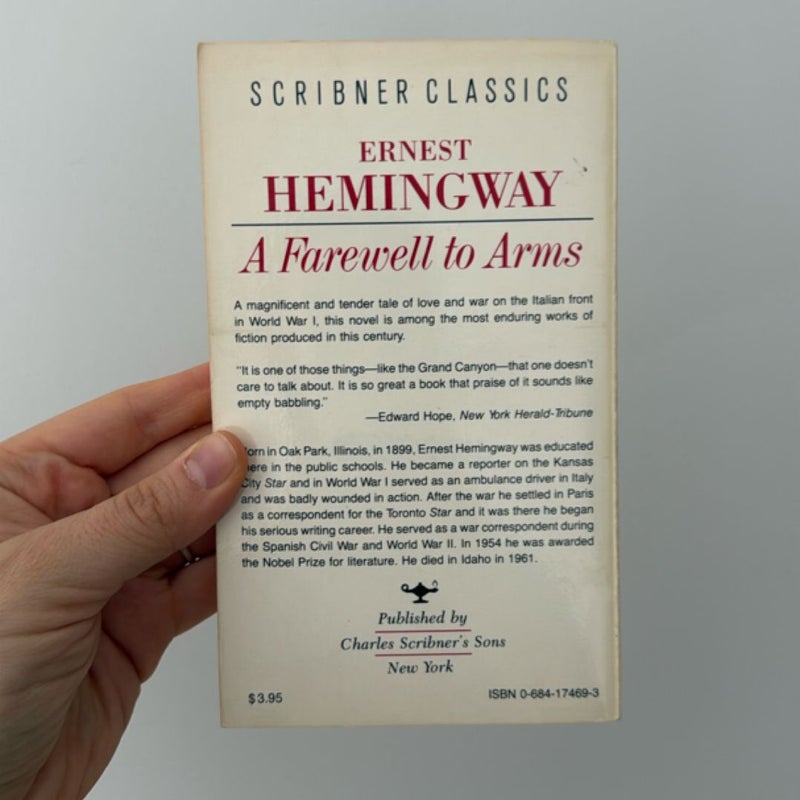 SCRIBNER CLASSICS
ERNEST
HEMINGWAY
A Farewell to Arms
A magnificent and tender tale of love and war on the Italian front
in World War I, this novel is among the most enduring works of
fiction produced in this century.
"It is one of those things—like the Grand Canyon—that one doesn't
care to talk about. It is so great a book that praise of it sounds like
empty babbling."
—Edward Hope, New York Herald-Tribune
orn in Oak Park, Illinois, in 1899, Ernest Hemingway was educated
here in the public schools. He became a reporter on the Kansas
City Star and in World War I served as an ambulance driver in Italy
and was badly wounded in action. After the war he settled in Paris
as a correspondent for the Toronto Star and it was there he began
his serious writing career. He served as a war correspondent during
the Spanish Civil War and World War II. In 1954 he was awarded
the Nobel Prize for literature. He died in Idaho in 1961.
Published by
Charles Scribner's Sons
New York
$3.95
ISBN 0-684-17469-3